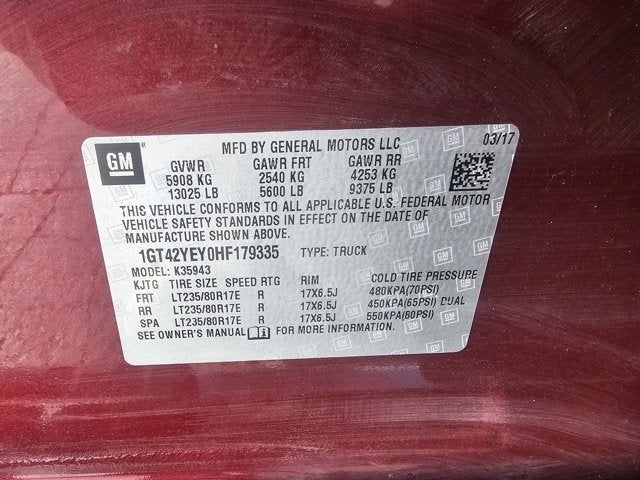 GM
MFD BY GENERAL MOTORS LLC 03/17
GVWR GAWR FRT GAWR RR
5908 KG 2540 KG 4253 KG
13025 LB 5600 LB 9375 LB
THIS VEHICLE CONFORMS TO ALL APPLICABLE U.S. FEDERAL MOTOR
VEHICLE SAFETY STANDARDS IN EFFECT ON THE DATE OF
MANUFACTURE SHOWN ABOVE.
1GT42YEY0HF179335 TYPE: TRUCK
MODEL: K35943
KJTG TIRE SIZE SPEED RTG RIM COLD TIRE PRESSURE
FRT LT235/80R17E R 17X6.5J 480KPA(70PSI)
RR LT235/80R17E R 17X6.5J 450KPA(65PSI) DUAL
SPA LT235/80R17E R 17X6.5J 550KPA(80PSI)
SEE OWNER'S MANUAL FOR MORE INFORMATION.